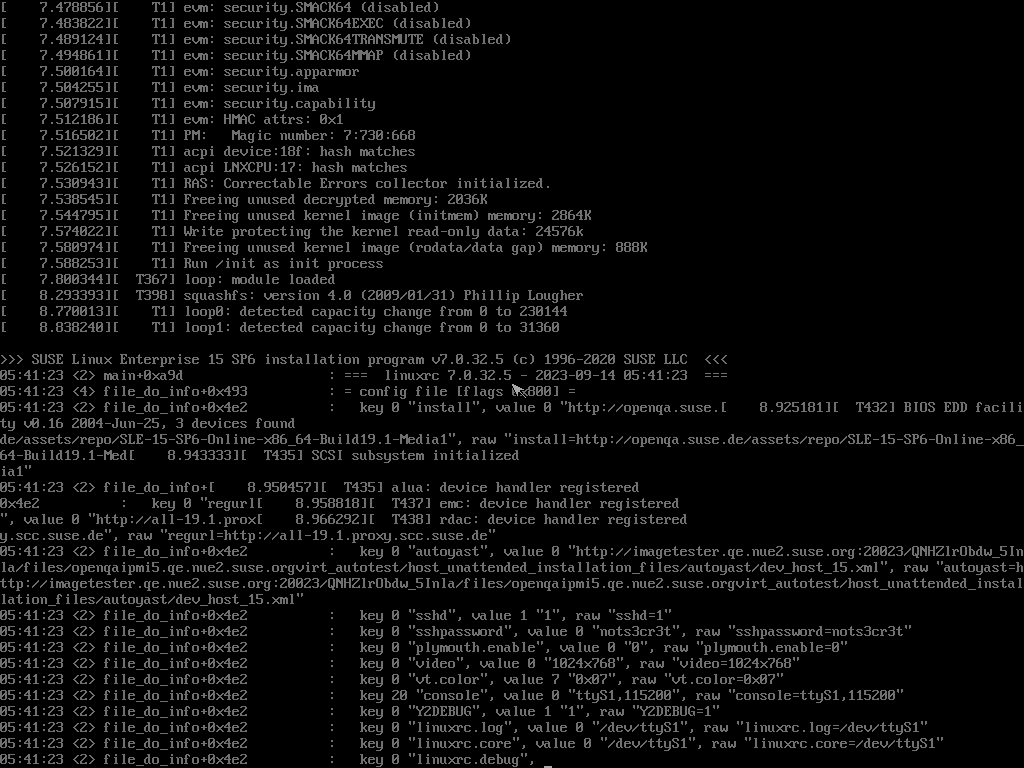 [    7.478856][    T1] evm: security.SMACK64 (disabled)
[    7.483822][    T1] evm: security.SMACK64EXEC (disabled)
[    7.489124][    T1] evm: security.SMACK64TRANSMUTE (disabled)
[    7.494861][    T1] evm: security.SMACK64MMAP (disabled)
[    7.500164][    T1] evm: security.apparmor
[    7.504255][    T1] evm: security.ima
[    7.507915][    T1] evm: security.capability
[    7.512186][    T1] evm: HMAC attrs: 0x1
[    7.516502][    T1] PM:   Magic number: 7:730:668
[    7.521329][    T1] acpi device:18f: hash matches
[    7.526152][    T1] acpi LNXCPU:17: hash matches
[    7.530943][    T1] RAS: Correctable Errors collector initialized.
[    7.538545][    T1] Freeing unused decrypted memory: 2036K
[    7.544795][    T1] Freeing unused kernel image (initmem) memory: 2864K
[    7.574022][    T1] Write protecting the kernel read-only data: 24576k
[    7.580974][    T1] Freeing unused kernel image (rodata/data gap) memory: 888K
[    7.588253][    T1] Run /init as init process
[    7.800344][  T367] loop: module loaded
[    8.293393][  T398] squashfs: version 4.0 (2009/01/31) Phillip Lougher
[    8.770013][    T1] loop0: detected capacity change from 0 to 230144
[    8.838240][    T1] loop1: detected capacity change from 0 to 31360
>>> SUSE Linux Enterprise 15 SP6 installation program v7.0.32.5 (c) 1996-2020 SUSE LLC  <<<
05:41:23 <2> main+0xa9d                  : ===  linuxrc 7.0.32.5 - 2023-09-14 05:41:23  ===
05:41:23 <4> file_do_info+0x493          : = config file [flags 0x800] =
05:41:23 <2> file_do_info+0x4e2          :   key 0 "install", value 0 "http://openqa.suse.[    8.925181][  T432] BIOS EDD facili
ty v0.16 2004-Jun-25, 3 devices found
de/assets/repo/SLE-15-SP6-Online-x86_64-Build19.1-Media1", raw "install=http://openqa.suse.de/assets/repo/SLE-15-SP6-Online-x86_
64-Build19.1-Med[    8.943333][  T435] SCSI subsystem initialized
ia1"
05:41:23 <2> file_do_info+[    8.950457][  T435] alua: device handler registered
0x4e2          :   key 0 "regurl[    8.958818][  T437] emc: device handler registered
", value 0 "http://all-19.1.prox[    8.966292][  T438] rdac: device handler registered
y.scc.suse.de", raw "regurl=http://all-19.1.proxy.scc.suse.de"
05:41:23 <2> file_do_info+0x4e2          :   key 0 "autoyast", value 0 "http://imagetester.qe.nue2.suse.org:20023/QNHZlrObdw_5In
la/files/openqaipmi5.qe.nue2.suse.orgvirt_autotest/host_unattended_installation_files/autoyast/dev_host_15.xml", raw "autoyast=h
ttp://imagetester.qe.nue2.suse.org:20023/QNHZlrObdw_5Inla/files/openqaipmi5.qe.nue2.suse.orgvirt_autotest/host_unattended_instal
lation_files/autoyast/dev_host_15.xml"
05:41:23 <2> file_do_info+0x4e2          :   key 0 "sshd", value 1 "1", raw "sshd=1"
05:41:23 <2> file_do_info+0x4e2          :   key 0 "sshpassword", value 0 "nots3cr3t", raw "sshpassword=nots3cr3t"
05:41:23 <2> file_do_info+0x4e2          :   key 0 "plymouth.enable", value 0 "0", raw "plymouth.enable=0"
05:41:23 <2> file_do_info+0x4e2          :   key 0 "video", value 0 "1024x768", raw "video=1024x768"
05:41:23 <2> file_do_info+0x4e2          :   key 0 "vt.color", value 7 "0x07", raw "vt.color=0x07"
05:41:23 <2> file_do_info+0x4e2          :   key 20 "console", value 0 "ttyS1,115200", raw "console=ttyS1,115200"
05:41:23 <2> file_do_info+0x4e2          :   key 0 "Y2DEBUG", value 1 "1", raw "Y2DEBUG=1"
05:41:23 <2> file_do_info+0x4e2          :   key 0 "linuxrc.log", value 0 "/dev/ttyS1", raw "linuxrc.log=/dev/ttyS1"
05:41:23 <2> file_do_info+0x4e2          :   key 0 "linuxrc.core", value 0 "/dev/ttyS1", raw "linuxrc.core=/dev/ttyS1"
05:41:23 <2> file_do_info+0x4e2          :   key 0 "linuxrc.debug", _